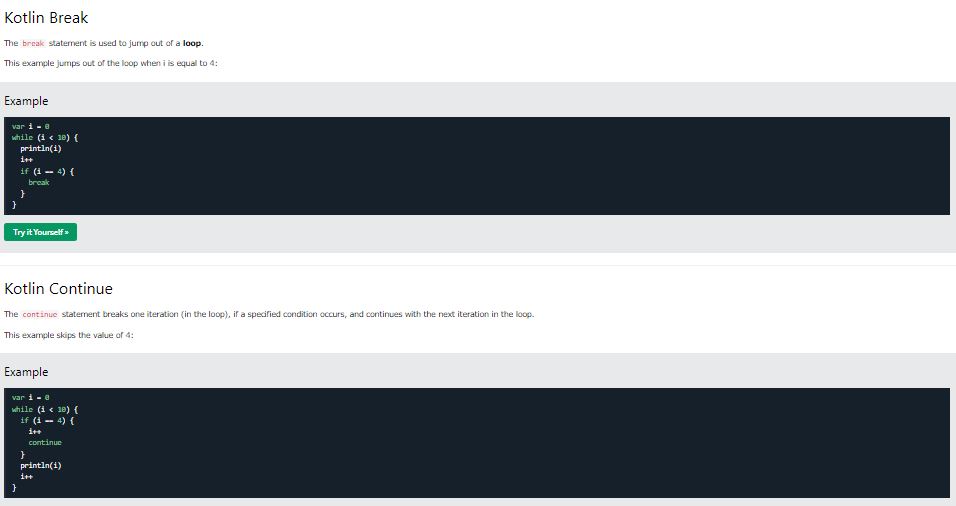 Kotlin Break
The break statement is used to jump out of a loop.
This example jumps out of the loop when i is equal to 4:
Example
var i = 0
while (i < 10) {
  println(i)
  i++
  if (i == 4) {
    break
  }
}
Try it Yourself »
Kotlin Continue
The continue statement breaks one iteration (in the loop), if a specified condition occurs, and continues with the next iteration in the loop.
This example skips the value of 4:
Example
var i = 0
while (i < 10) {
  if (i == 4) {
    i++
    continue
  }
  println(i)
  i++
}